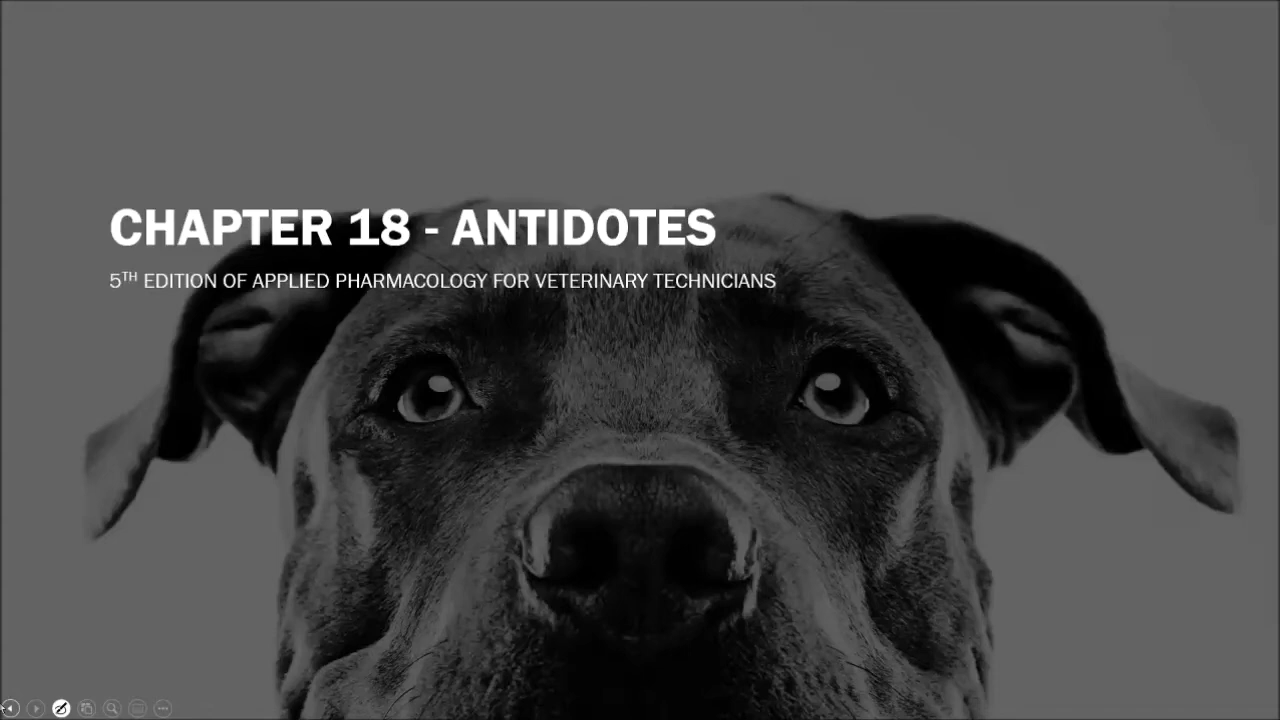 CHAPTER 18 - ANTIDOTES
5TH EDITION OF APPLIED PHARMACOLOGY FOR VETERINARY TECHNICIANS